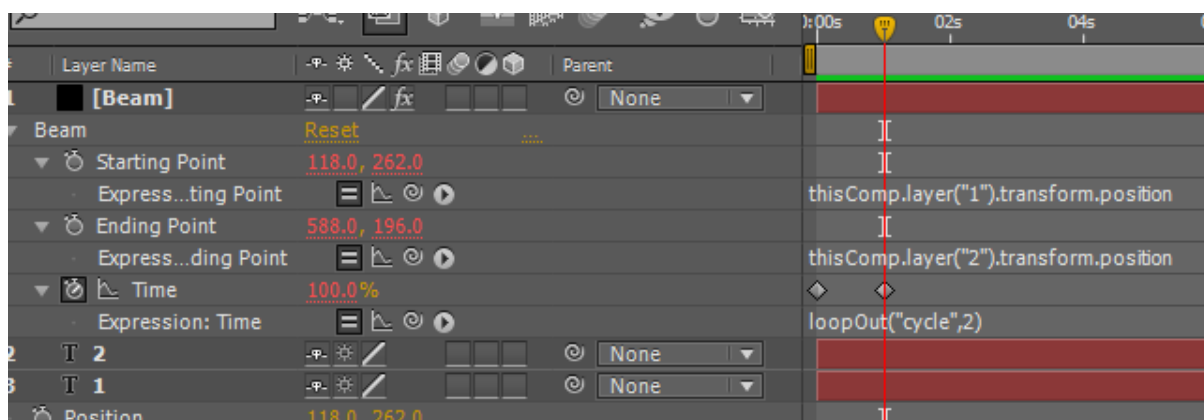 :00s 02s 04s
Layer Name fx Parent
1 [Beam] fx None
Beam Reset ...
Starting Point 118.0, 262.0
Express...ting Point thisComp.layer("1").transform.position
Ending Point 588.0, 196.0
Express...ding Point thisComp.layer("2").transform.position
Time 100.0%
Expression: Time loopOut("cycle",2)
2 T 2 None
3 T 1 None
Position 118.0, 262.0